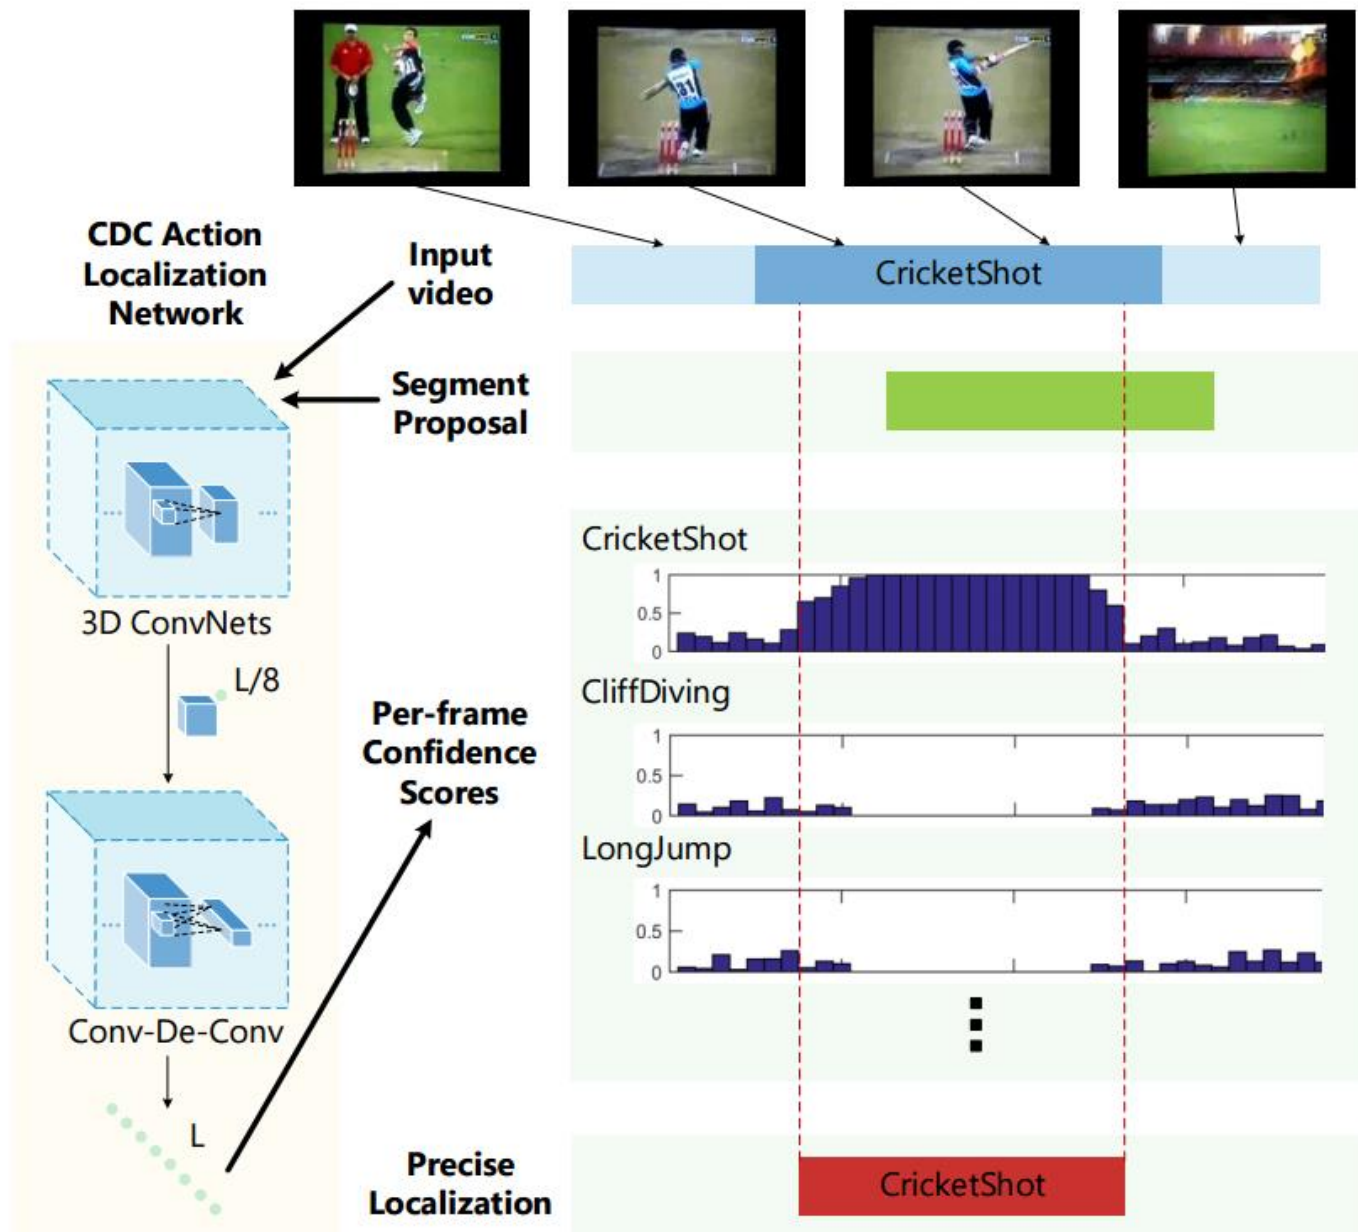 CDC Action
Localization
Network
Input
video
CricketShot
Segment
Proposal
3D ConvNets
L/8
Conv-De-Conv
L
Per-frame
Confidence
Scores
CricketShot
1
0.5
0
CliffDiving
1
0.5
0
LongJump
1
0.5
0
Precise
Localization
CricketShot